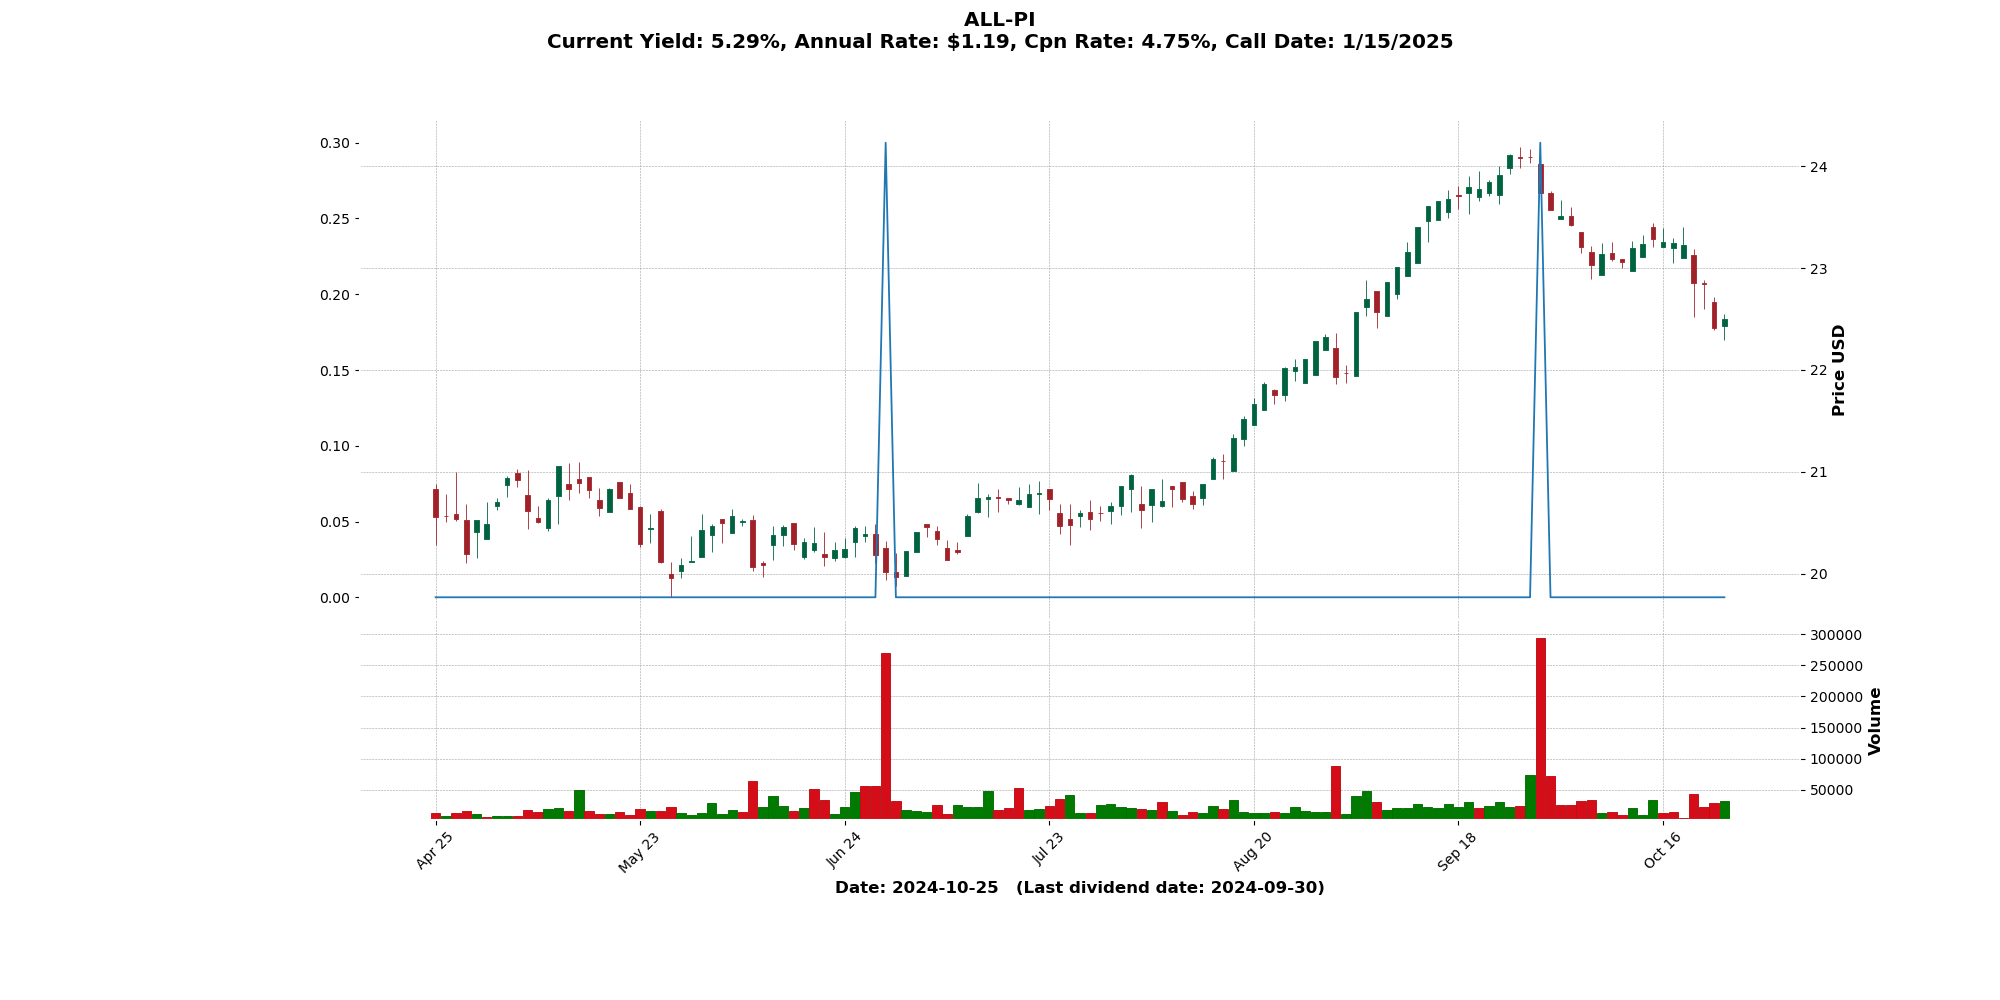 ALL-PI
Current Yield: 5.29%, Annual Rate: $1.19, Cpn Rate: 4.75%, Call Date: 1/15/2025
0.30
0.25
0.20
0.15
0.10
0.05
0.00
24
23
22
21
20
Price USD
300000
250000
200000
150000
100000
50000
Volume
Apr 25
May 23
Jun 24
Jul 23
Aug 20
Sep 18
Oct 16
Date: 2024-10-25 (Last dividend date: 2024-09-30)